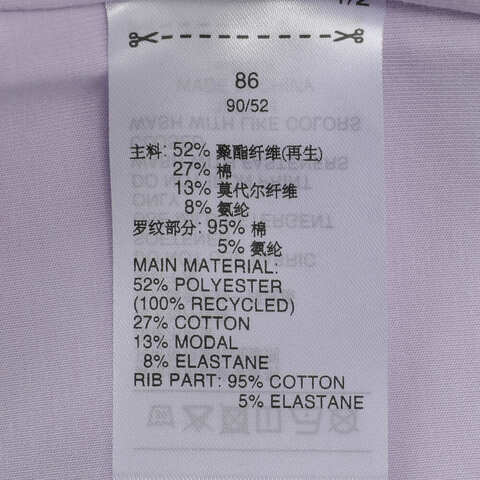 1/2
86
90/52
主料: 52% 聚酯纤维(再生)
27% 棉
13% 莫代尔纤维
8% 氨纶
罗纹部分: 95% 棉
5% 氨纶
MAIN MATERIAL:
52% POLYESTER
(100% RECYCLED)
27% COTTON
13% MODAL
8% ELASTANE
RIB PART: 95% COTTON
5% ELASTANE